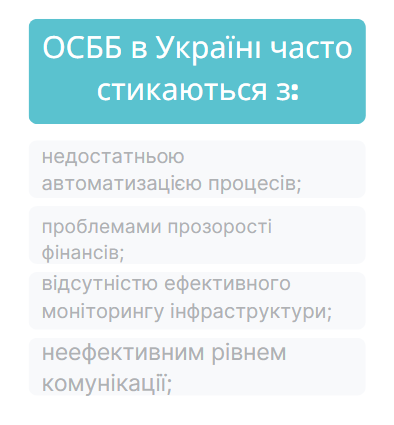 ОСББ в Україні часто
стикаються з:
недостатньою
автоматизацією процесів;
проблемами прозорості
фінансів;
відсутністю ефективного
моніторингу інфраструктури;
неефективним рівнем
комунікації;